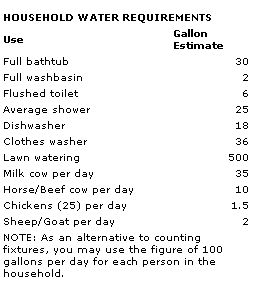 HOUSEHOLD WATER REQUIREMENTS
Use Gallon Estimate
Full bathtub 30
Full washbasin 2
Flushed toilet 6
Average shower 25
Dishwasher 18
Clothes washer 36
Lawn watering 500
Milk cow per day 35
Horse/Beef cow per day 10
Chickens (25) per day 1.5
Sheep/Goat per day 2
NOTE: As an alternative to counting
fixtures, you may use the figure of 100
gallons per day for each person in the
household.